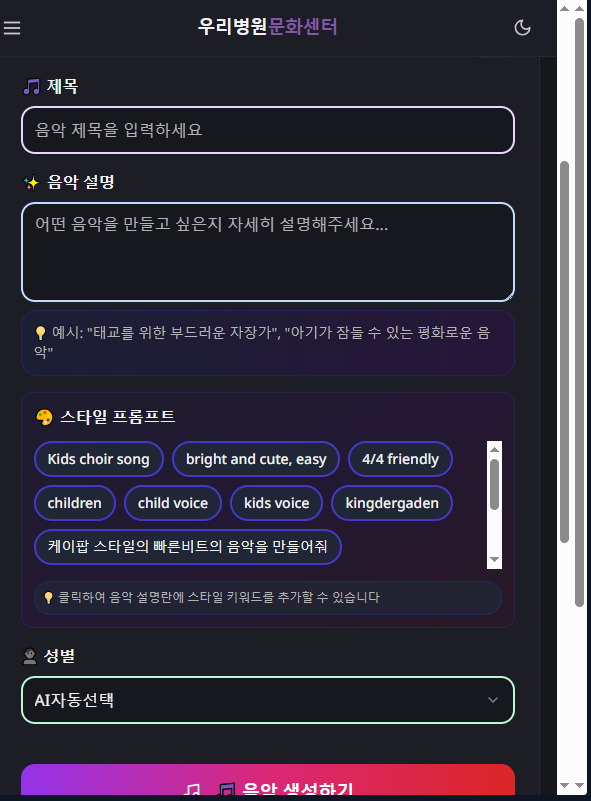 우리병원문화센터
🎵 제목
음악 제목을 입력하세요
✨ 음악 설명
어떤 음악을 만들고 싶은지 자세히 설명해주세요...
💡 예시: "태교를 위한 부드러운 자장가", "아기가 잠들 수 있는 평화로운 음
악"
🎨 스타일 프롬프트
Kids choir song bright and cute, easy 4/4 friendly
children child voice kids voice kingdergaden
케이팝 스타일의 빠른비트의 음악을 만들어줘
💡 클릭하여 음악 설명란에 스타일 키워드를 추가할 수 있습니다
성별
AI자동선택
음악 생성하기